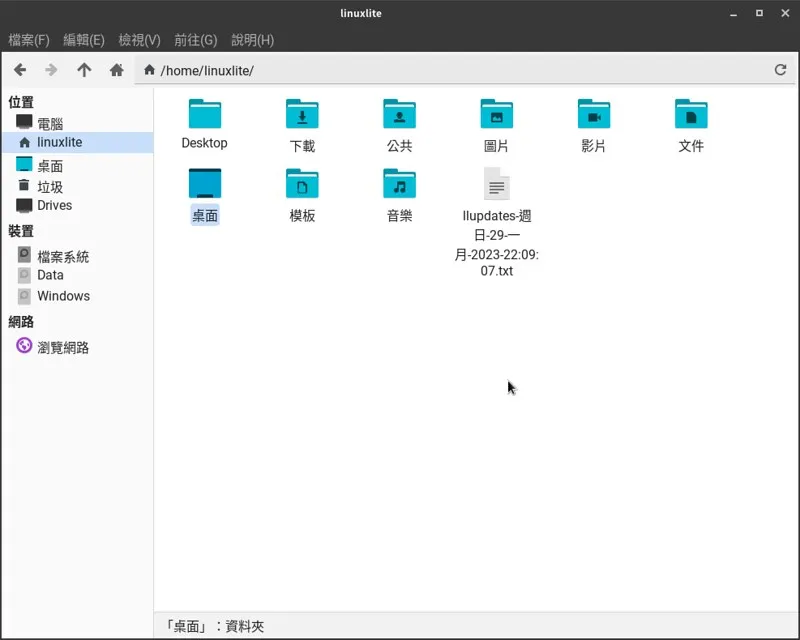 linuxlite
檔案(F) 編輯(E) 檢視(V) 前往(G) 說明(H)
/home/linuxlite/
位置
電腦
linuxlite
桌面
垃圾
Drives
裝置
檔案系統
Data
Windows
網路
瀏覽網路
Desktop
下載
公共
圖片
影片
文件
桌面
模板
音樂
llupdates-週
日-29-一
月-2023-22:09:
07.txt
「桌面」：資料夾